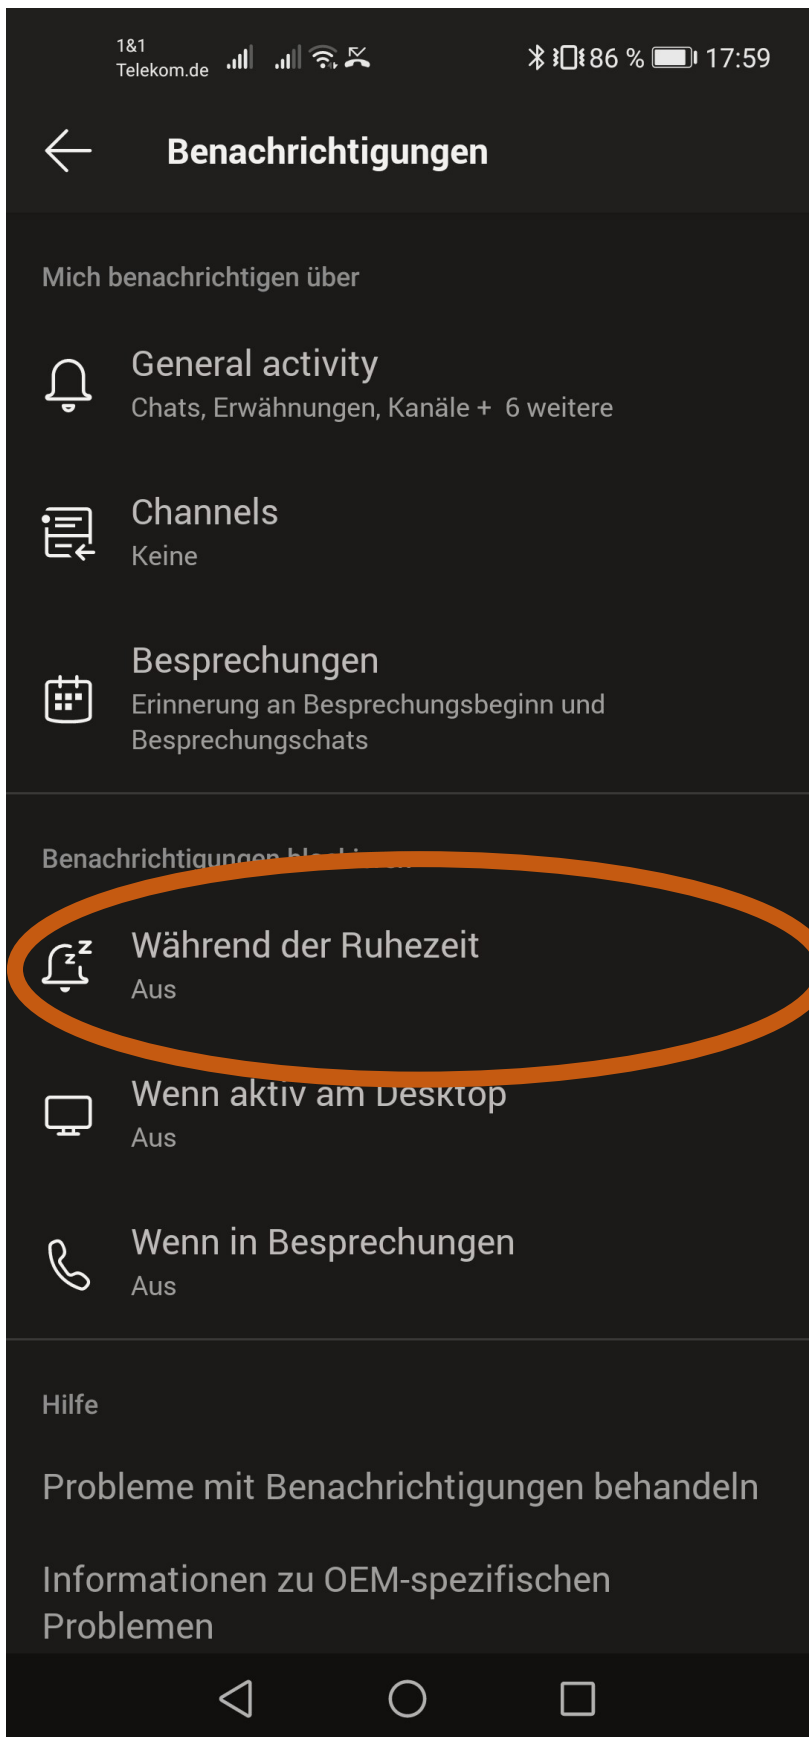 1&1
Telekom.de
86 %
17:59
Benachrichtigungen
Mich benachrichtigen über
General activity
Chats, Erwähnungen, Kanäle + 6 weitere
Channels
Keine
Besprechungen
Erinnerung an Besprechungsbeginn und
Besprechungschats
Benachrichtigungen
Während der Ruhezeit
Aus
Wenn aktiv am Desktop
Aus
Wenn in Besprechungen
Aus
Hilfe
Probleme mit Benachrichtigungen behandeln
Informationen zu OEM-spezifischen
Problemen